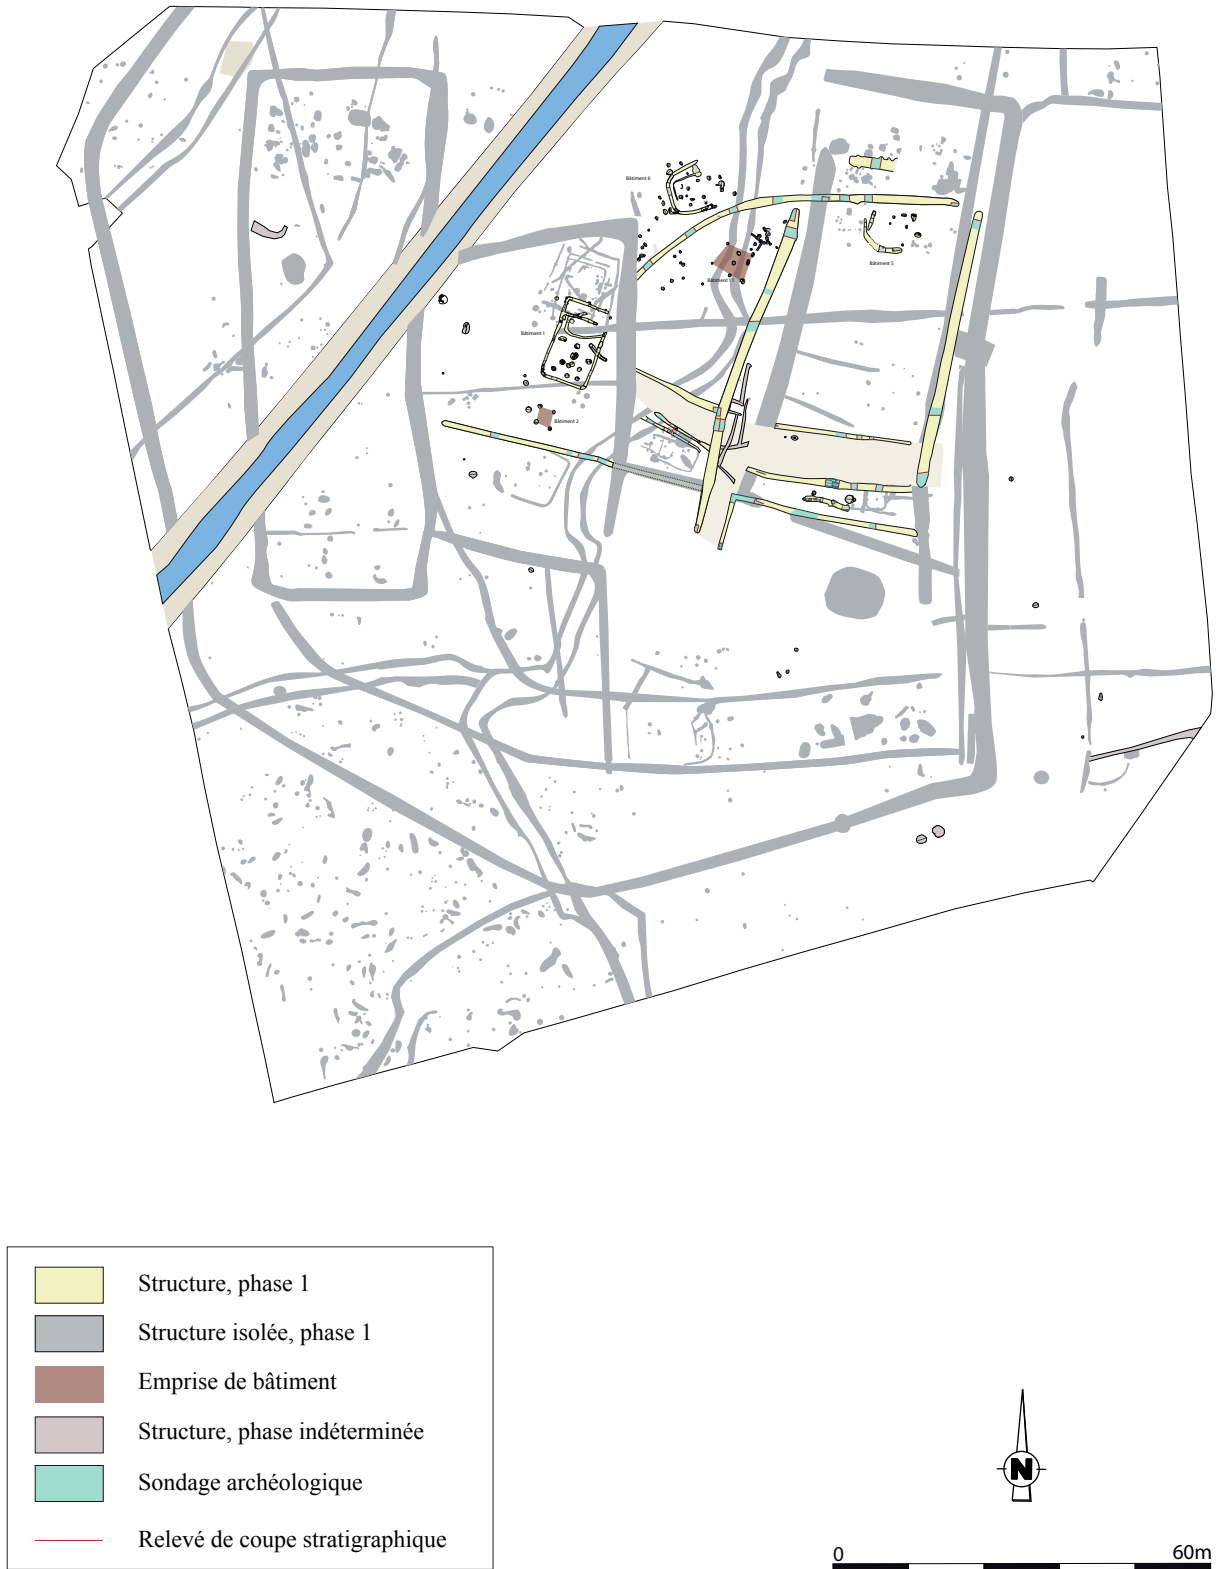 Bâtiment 6
Bâtiment 5
Bâtiment 1
Bâtiment 2
Structure, phase 1
Structure isolée, phase 1
Emprise de bâtiment
Structure, phase indéterminée
Sondage archéologique
Relevé de coupe stratigraphique
N
0 60m